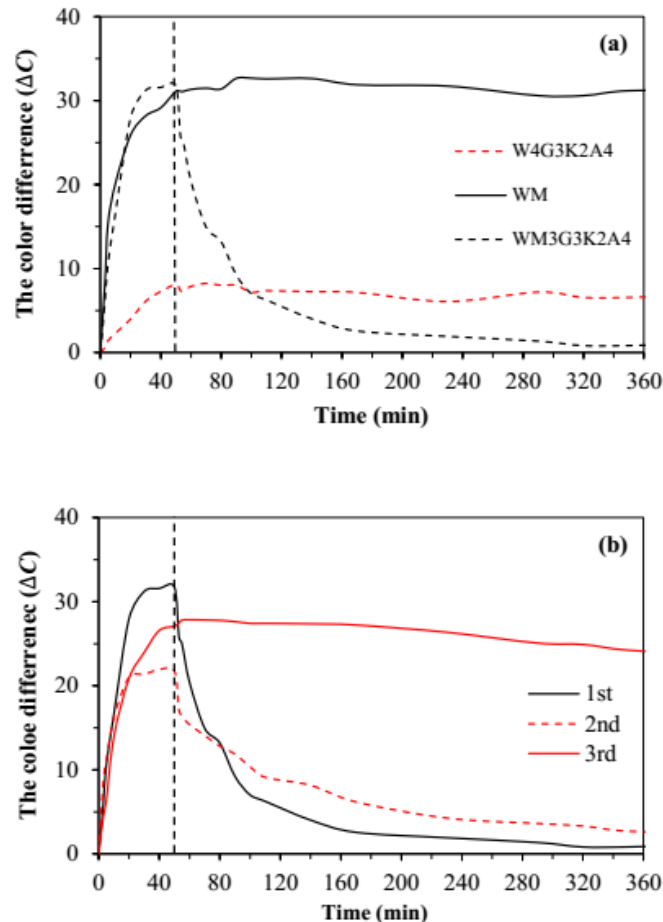 The color differrence (ΔC)
40
30
20
10
0
(a)
W4G3K2A4
WM
WM3G3K2A4
0 40 80 120 160 200 240 280 320 360
Time (min)
The coloe differrenec (ΔC)
40
30
20
10
0
(b)
1st
2nd
3rd
0 40 80 120 160 200 240 280 320 360
Time (min)